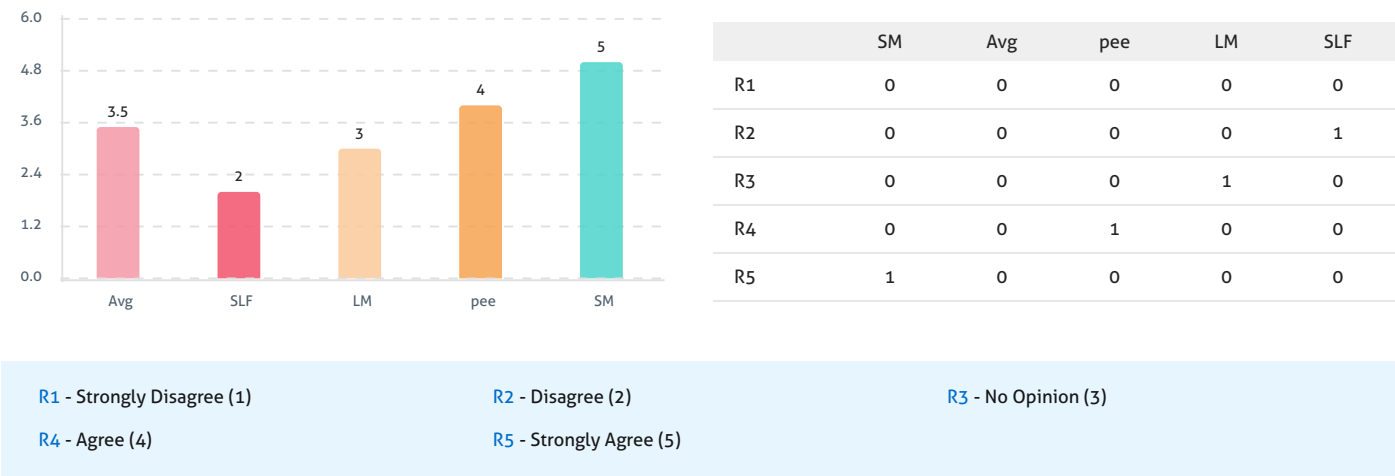 6.0
4.8
3.6
2.4
1.2
0.0
3.5
2
3
4
5
Avg SLF LM pee SM
SM Avg pee LM SLF
R1 0 0 0 0 0
R2 0 0 0 0 1
R3 0 0 0 1 0
R4 0 0 1 0 0
R5 1 0 0 0 0
R1 - Strongly Disagree (1) R2 - Disagree (2) R3 - No Opinion (3)
R4 - Agree (4) R5 - Strongly Agree (5)